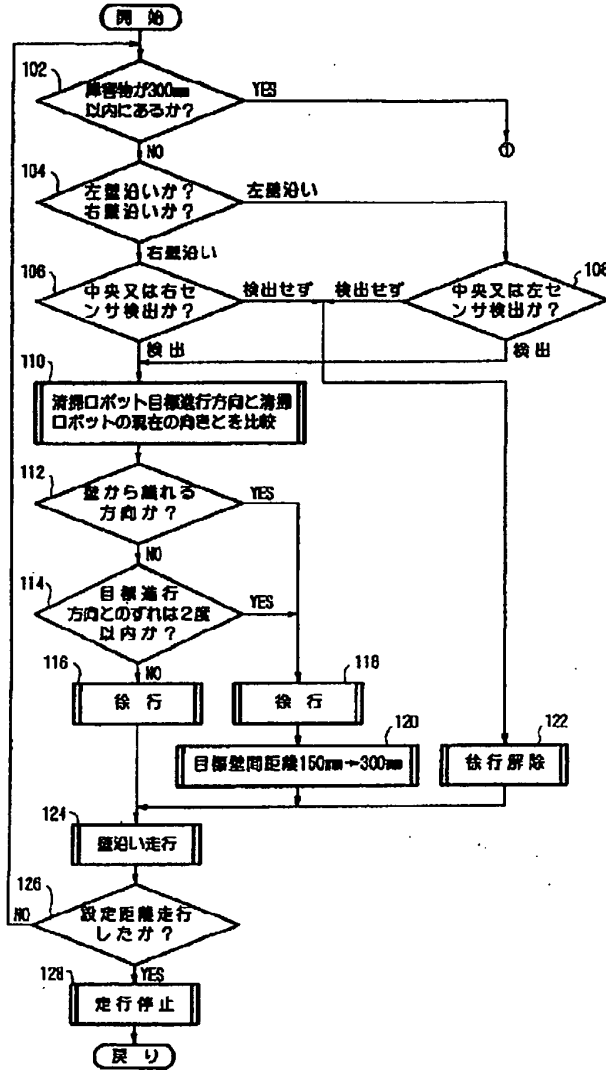 開 始
102
障害物が300mm
以内にあるか?
YES
①
NO
104
左壁沿いか?
右壁沿いか?
左壁沿い
右壁沿い
106
中央又は右セ
ンサ検出か?
検出せず
検出せず
108
中央又は左セ
ンサ検出か?
検出
検出
110
清掃ロボット目標進行方向と清掃
ロボットの現在の向きとを比較
112
壁から離れる
方向か?
YES
NO
114
目標進行
方向とのずれは2度
以内か?
YES
NO
116
徐 行
118
徐 行
120
目標壁間距離150mm→300mm
122
徐行解除
124
壁沿い走行
126
設定距離走行
したか?
NO
YES
128
走行停止
戻 り